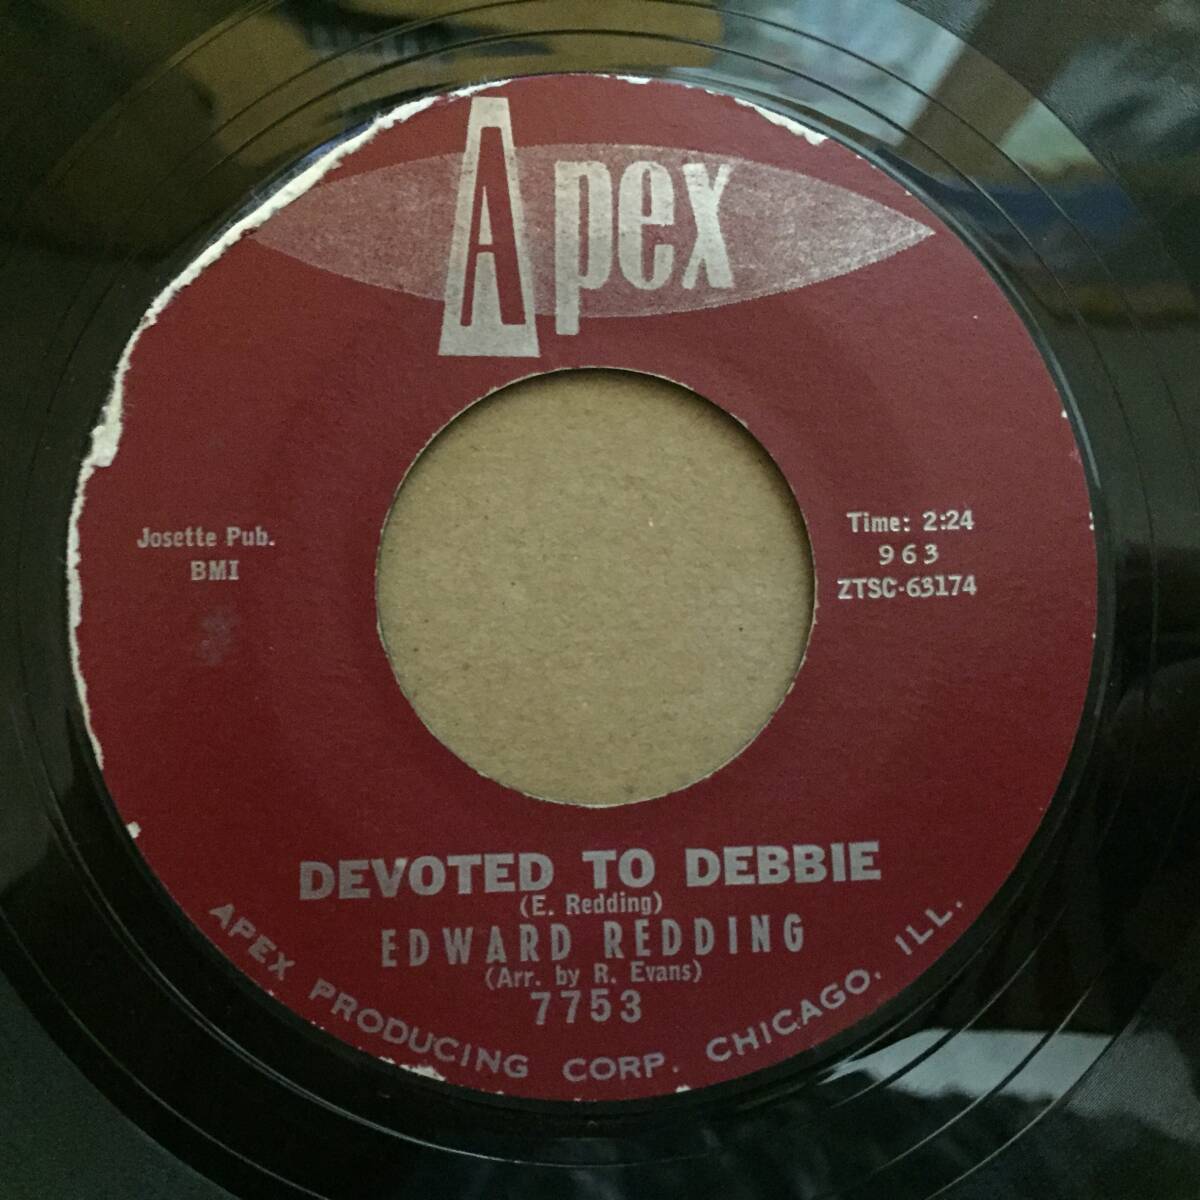 Apex
Josette Pub.
BMI
Time: 2:24
963
ZTSC-63174
DEVOTED TO DEBBIE
(E. Redding)
EDWARD REDDING
(Arr. by R. Evans)
7753
APEX PRODUCING CORP. CHICAGO, ILL.